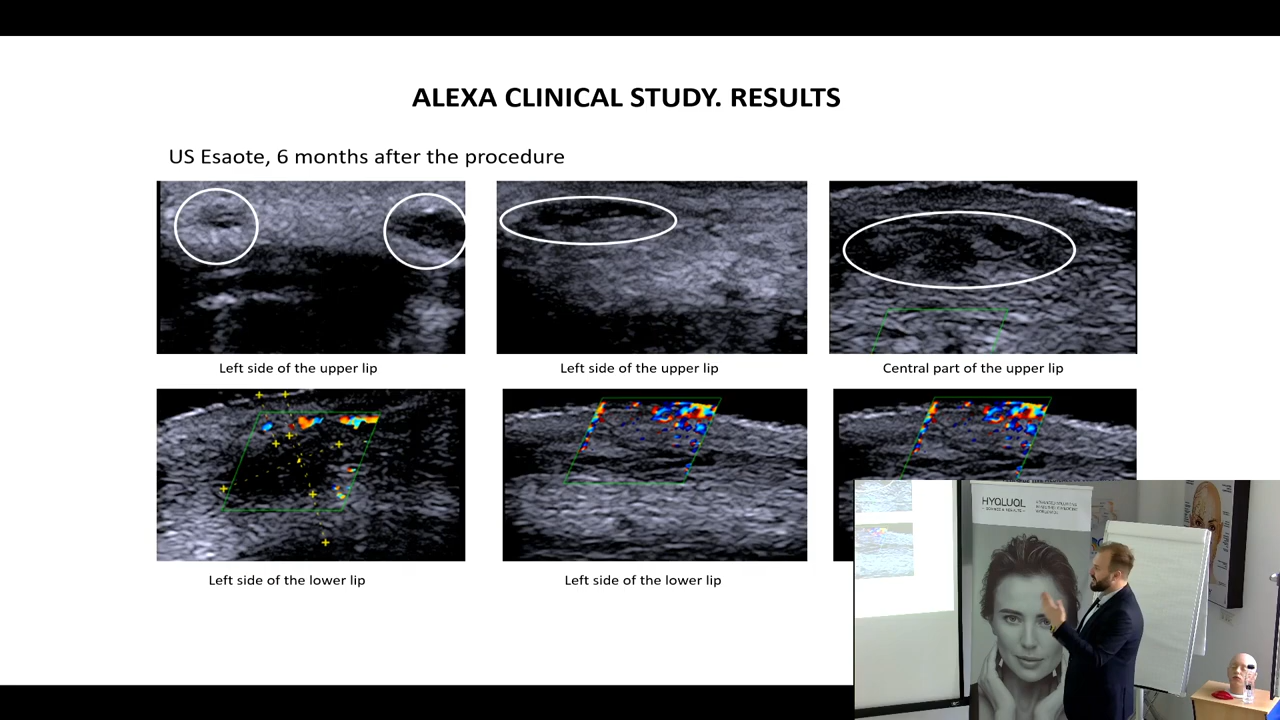 ALEXA CLINICAL STUDY. RESULTS
US Esaote, 6 months after the procedure
Left side of the upper lip
Left side of the upper lip
Central part of the upper lip
Left side of the lower lip
Left side of the lower lip
HYALUAL